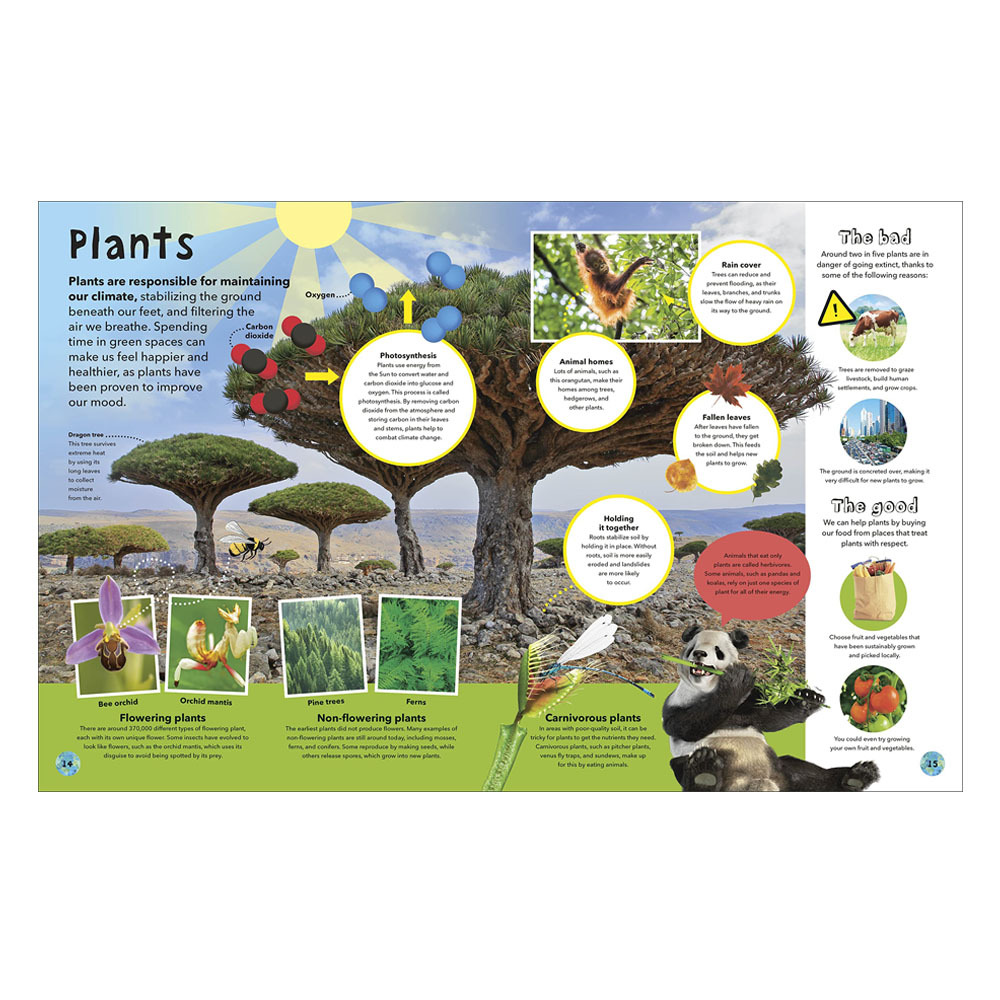 Plants
Plants are responsible for maintaining
our climate, stabilizing the ground
beneath our feet, and filtering the
air we breathe. Spending
time in green spaces can
make us feel happier and
healthier, as plants have
been proven to improve
our mood.
Oxygen
Carbon
dioxide
Photosynthesis
Plants use energy from
the Sun to convert water and
carbon dioxide into glucose and
oxygen. This process is called
photosynthesis. By removing carbon
dioxide from the atmosphere and
storing carbon in their leaves
and stems, plants help to
combat climate change.
Dragon tree
This tree survives
extreme heat
by using its
long leaves
to collect
moisture
from the air.
Rain cover
Trees can reduce and
prevent flooding, as their
leaves, branches, and trunks
slow the flow of heavy rain on
its way to the ground.
Animal homes
Lots of animals, such
as this orangutan, make their
homes among trees,
hedgerows, and
other plants.
Fallen leaves
After leaves have fallen
to the ground, they get
broken down. This feeds
the soil and helps new
plants to grow.
Holding
it together
Roots stabilize soil by
holding it in place. Without
roots, soil is more easily
eroded and landslides
are more likely
to occur.
Animals that eat only
plants are called herbivores.
Some animals, such as pandas and
koalas, rely on just one species of
plant for all of their energy.
Bee orchid
Orchid mantis
Flowering plants
There are around 370,000 different types of flowering plant,
each with its own unique flower. Some insects have evolved to
look like flowers, such as the orchid mantis, which uses its
disguise to avoid being spotted by its prey.
Pine trees
Ferns
Non-flowering plants
The earliest plants did not produce flowers. Many examples of
non-flowering plants are still around today, including mosses,
ferns, and conifers. Some reproduce by making seeds, while
others release spores, which grow into new plants.
Carnivorous plants
In areas with poor-quality soil, it can be
tricky for plants to get the nutrients they need.
Carnivorous plants, such as pitcher plants,
venus fly traps, and sundews, make up
for this by eating animals.
The bad
Around two in five plants are in
danger of going extinct, thanks to
some of the following reasons:
!
Trees are removed to graze
livestock, build human
settlements, and grow crops.
The ground is concreted over, making it
very difficult for new plants to grow.
The good
We can help plants by buying
our food from places that treat
plants with respect.
Choose fruit and vegetables that
have been sustainably grown
and picked locally.
You could even try growing
your own fruit and vegetables.
14
15